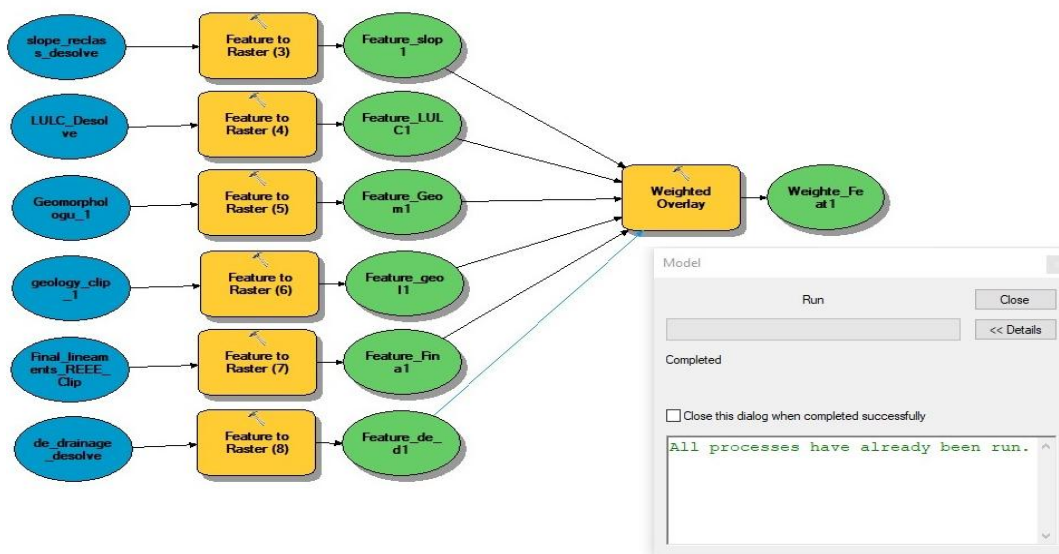 slope_reclas
s_desolve
Feature to
Raster (3)
Feature_slop
1
LULC_Desol
ve
Feature to
Raster (4)
Feature_LUL
C1
Geomorphol
ogu_1
Feature to
Raster (5)
Feature_Geo
m1
Weighted
Overlay
Weighte_Fe
at1
geology_clip
_1
Feature to
Raster (6)
Feature_geo
l1
Final_lineam
ents_REEE_
Clip
Feature to
Raster (7)
Feature_Fin
a1
de_drainage
_desolve
Feature to
Raster (8)
Feature_de_
d1
Model
Run
Close
<< Details
Completed
Close this dialog when completed successfully
All processes have already been run.